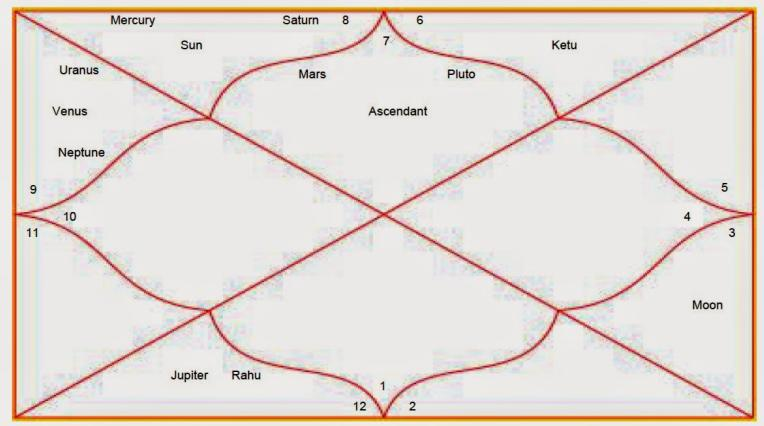 Mercury Saturn 8 6
7
Sun Ketu
Uranus Mars Pluto
Venus Ascendant
Neptune
9 5
10 4
11 3
Moon
Jupiter Rahu
1
12 2